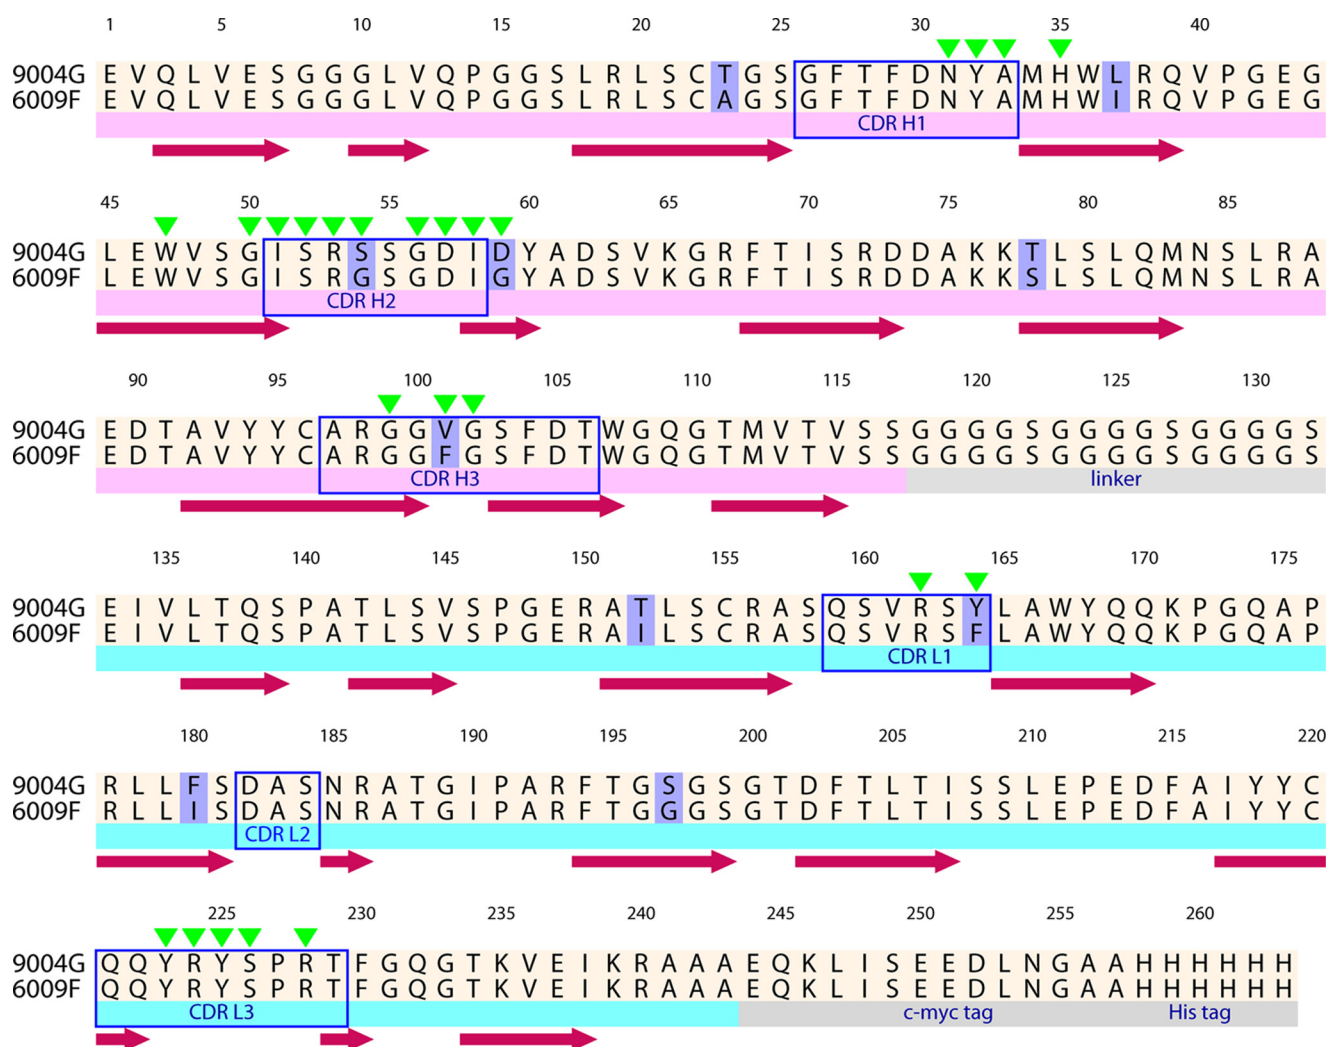 1 5 10 15 20 25 30 35 40
9004G E V Q L V E S G G G L V Q P G G S L R L S C T G S G F T F D N Y A M H W L R Q V P G E G
6009F E V Q L V E S G G G L V Q P G G S L R L S C A G S G F T F D N Y A M H W I R Q V P G E G
CDR H1
45 50 55 60 65 70 75 80 85
9004G L E W V S G I S R S S G D I D Y A D S V K G R F T I S R D D A K K T L S L Q M N S L R A
6009F L E W V S G I S R G S G D I G Y A D S V K G R F T I S R D D A K K S L S L Q M N S L R A
CDR H2
90 95 100 105 110 115 120 125 130
9004G E D T A V Y Y C A R G G V G S F D T W G Q G T M V T V S S G G G G S G G G G S G G G G S
6009F E D T A V Y Y C A R G G F G S F D T W G Q G T M V T V S S G G G G S G G G G S G G G G S
CDR H3 linker
135 140 145 150 155 160 165 170 175
9004G E I V L T Q S P A T L S V S P G E R A T L S C R A S Q S V R S Y L A W Y Q Q K P G Q A P
6009F E I V L T Q S P A T L S V S P G E R A I L S C R A S Q S V R S F L A W Y Q Q K P G Q A P
CDR L1
180 185 190 195 200 205 210 215 220
9004G R L L F S D A S N R A T G I P A R F T G S G S G T D F T L T I S S L E P E D F A I Y Y C
6009F R L L I S D A S N R A T G I P A R F T G G G S G T D F T L T I S S L E P E D F A I Y Y C
CDR L2
225 230 235 240 245 250 255 260
9004G Q Q Y R Y S P R T F G Q G T K V E I K R A A A E Q K L I S E E D L N G A A H H H H H H
6009F Q Q Y R Y S P R T F G Q G T K V E I K R A A A E Q K L I S E E D L N G A A H H H H H H
CDR L3 c-myc tag His tag